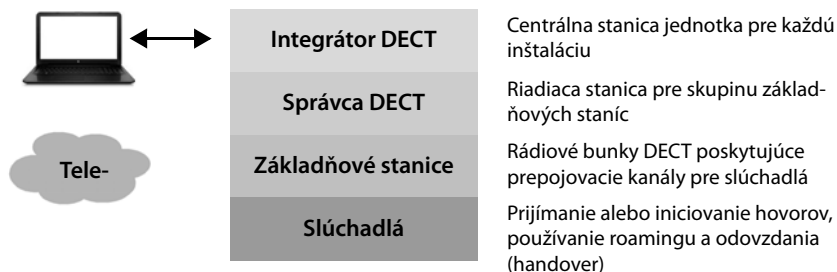 Integrátor DECT
Centrálna stanica jednotka pre každú
inštaláciu
Správca DECT
Riadiaca stanica pre skupinu základ-
ňových staníc
Tele-
Základňové stanice
Rádiové bunky DECT poskytujúce
prepojovacie kanály pre slúchadlá
Slúchadlá
Prijímanie alebo iniciovanie hovorov,
používanie roamingu a odovzdania
(handover)